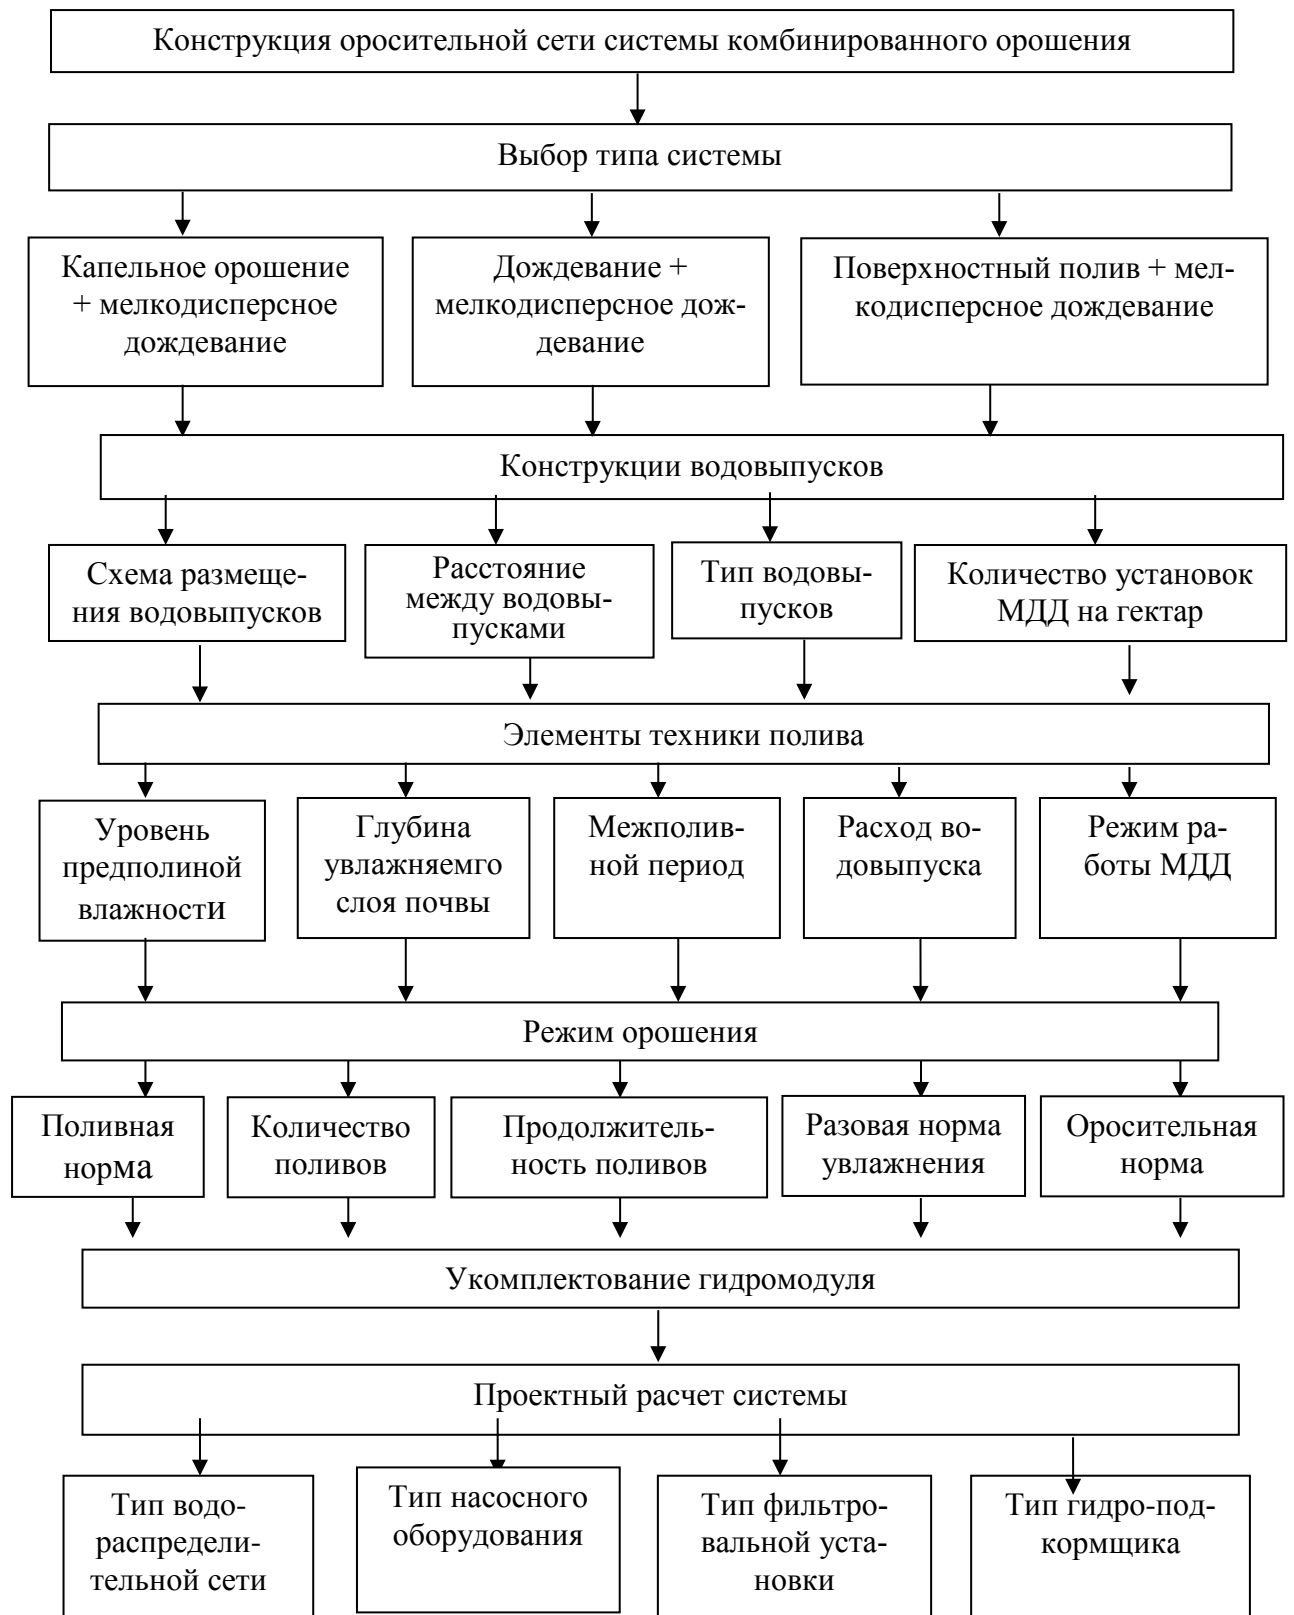 Конструкция оросительной сети системы комбинированного орошения
Выбор типа системы
Капельное орошение
+ мелкодисперсное
дождевание
Дождевание +
мелкодисперсное дож-
девание
Поверхностный полив + мел-
кодисперсное дождевание
Конструкции водовыпусков
Схема размеще-
ния водовыпусков
Расстояние
между водовы-
пусками
Тип водовы-
пусков
Количество установок
МДД на гектар
Элементы техники полива
Уровень
предполиной
влажности
Глубина
увлажняемго
слоя почвы
Межполив-
ной период
Расход во-
довыпуска
Режим ра-
боты МДД
Режим орошения
Поливная
норма
Количество
поливов
Продолжитель-
ность поливов
Разовая норма
увлажнения
Оросительная
норма
Укомплектование гидромодуля
Проектный расчет системы
Тип водо-
распредели-
тельной сети
Тип насосного
оборудования
Тип фильтро-
вальной уста-
новки
Тип гидро-под-
кормщика